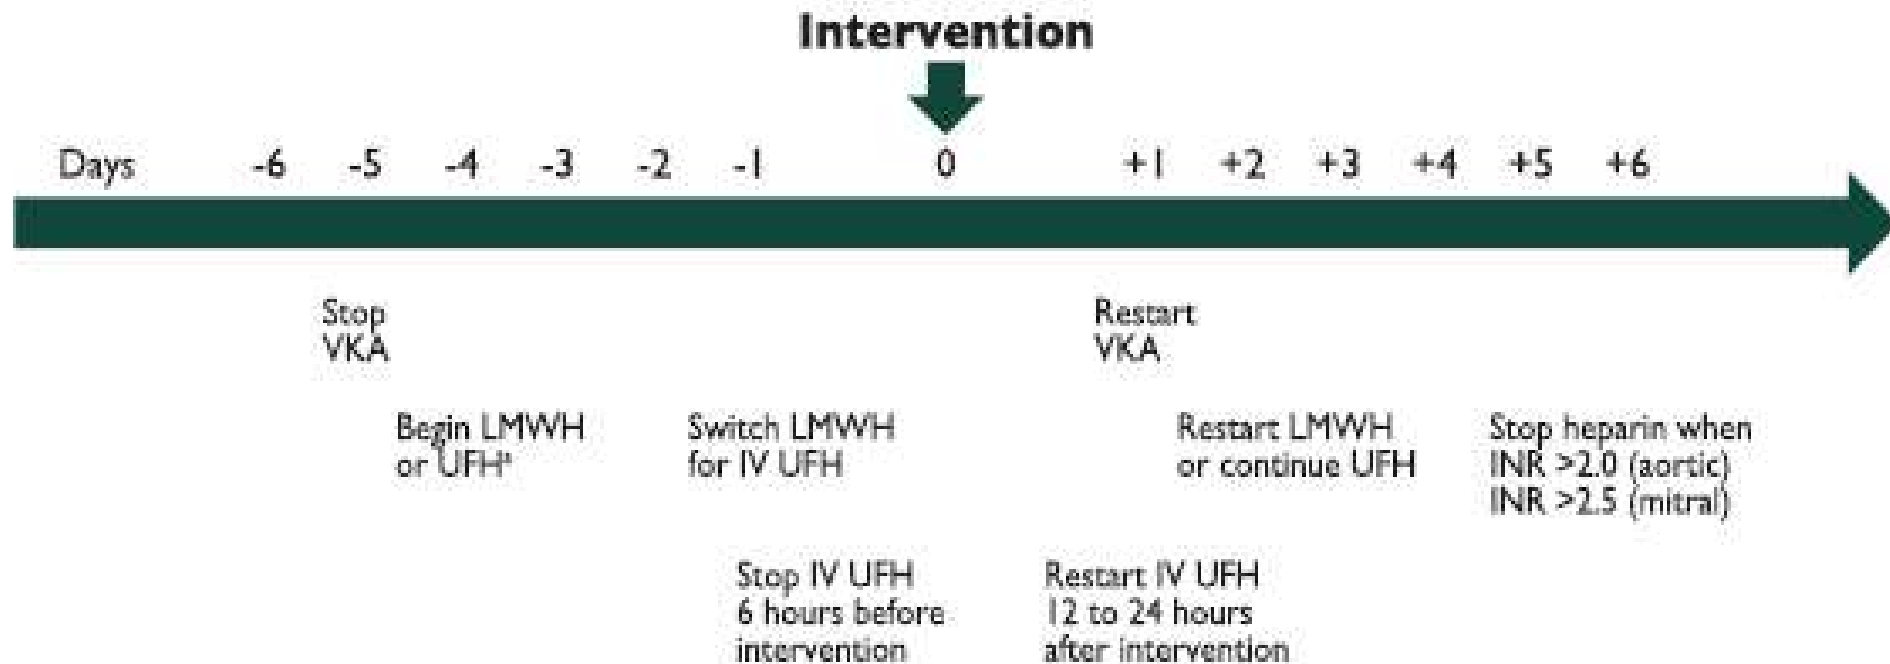 Intervention
Days -6 -5 -4 -3 -2 -1 0 +1 +2 +3 +4 +5 +6
Stop
VKA
Restart
VKA
Begin LMWH
or UFHᵃ
Switch LMWH
for IV UFH
Restart LMWH
or continue UFH
Stop heparin when
INR >2.0 (aortic)
INR >2.5 (mitral)
Stop IV UFH
6 hours before
intervention
Restart IV UFH
12 to 24 hours
after intervention